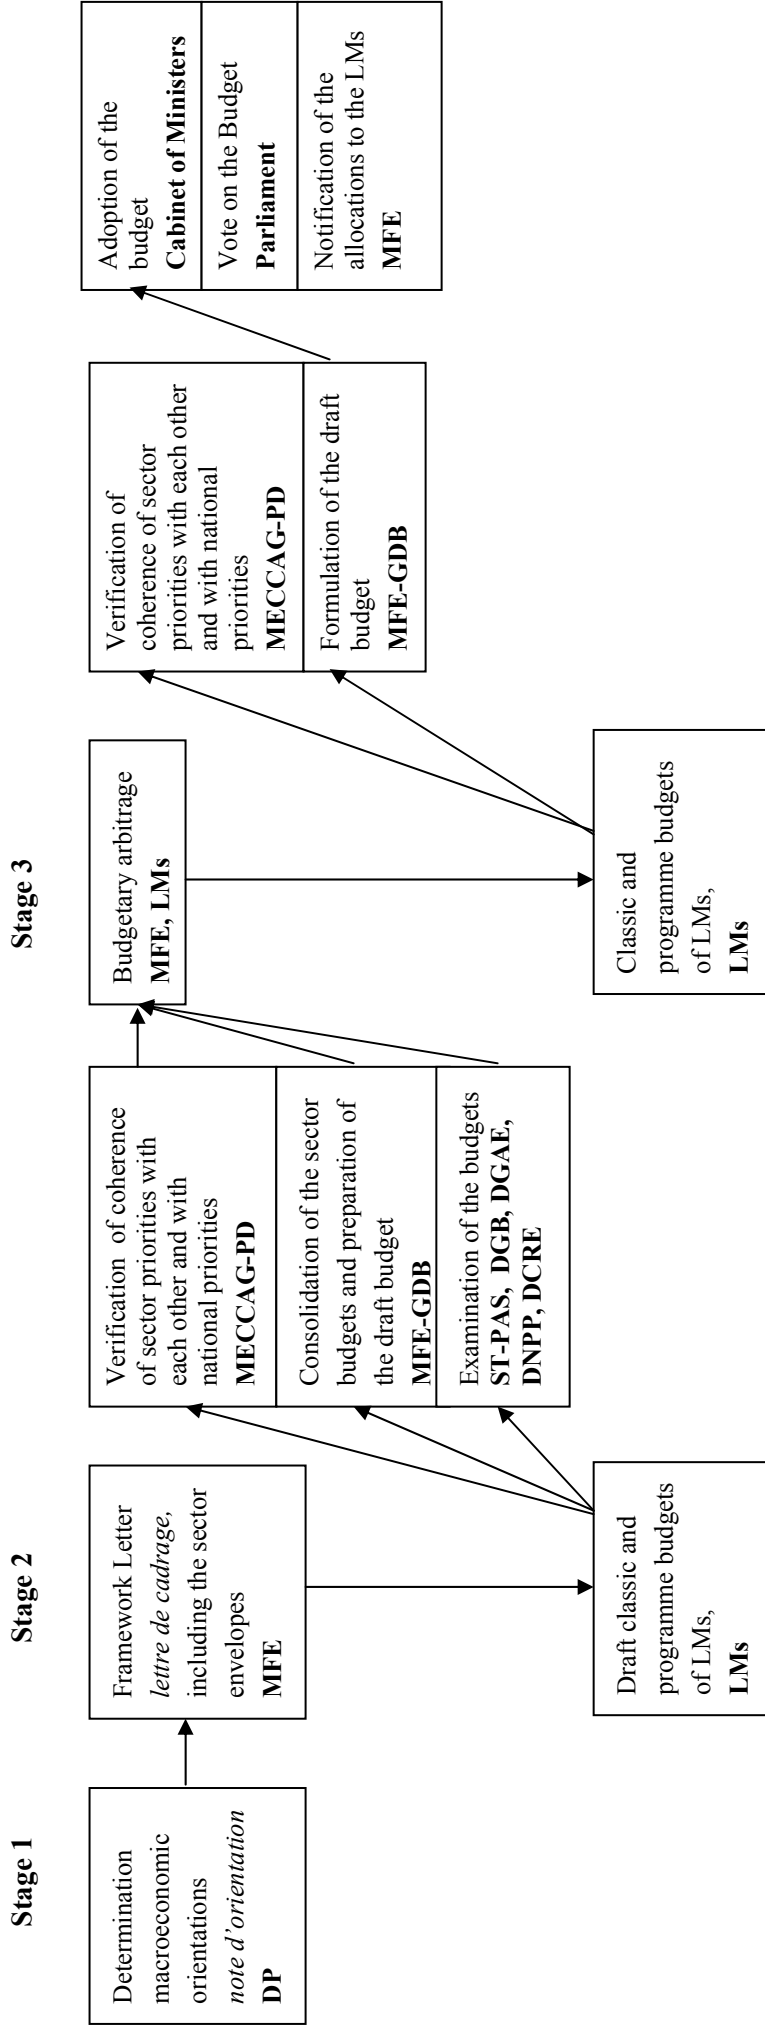 Stage 1
Stage 2
Stage 3
Determination
macroeconomic
orientations
note d'orientation
DP
Framework Letter
lettre de cadrage,
including the sector
envelopes
MFE
Draft classic and
programme budgets
of LMs,
LMs
Verification of coherence
of sector priorities with
each other and with
national priorities
MECCAG-PD
Consolidation of the sector
budgets and preparation of
the draft budget
MFE-GDB
Examination of the budgets
ST-PAS, DGB, DGAE,
DNPP, DCRE
Budgetary arbitrage
MFE, LMs
Classic and
programme budgets
of LMs,
LMs
Verification of
coherence of sector
priorities with each other
and with national
priorities
MECCAG-PD
Formulation of the draft
budget
MFE-GDB
Adoption of the
budget
Cabinet of Ministers
Vote on the Budget
Parliament
Notification of the
allocations to the LMs
MFE